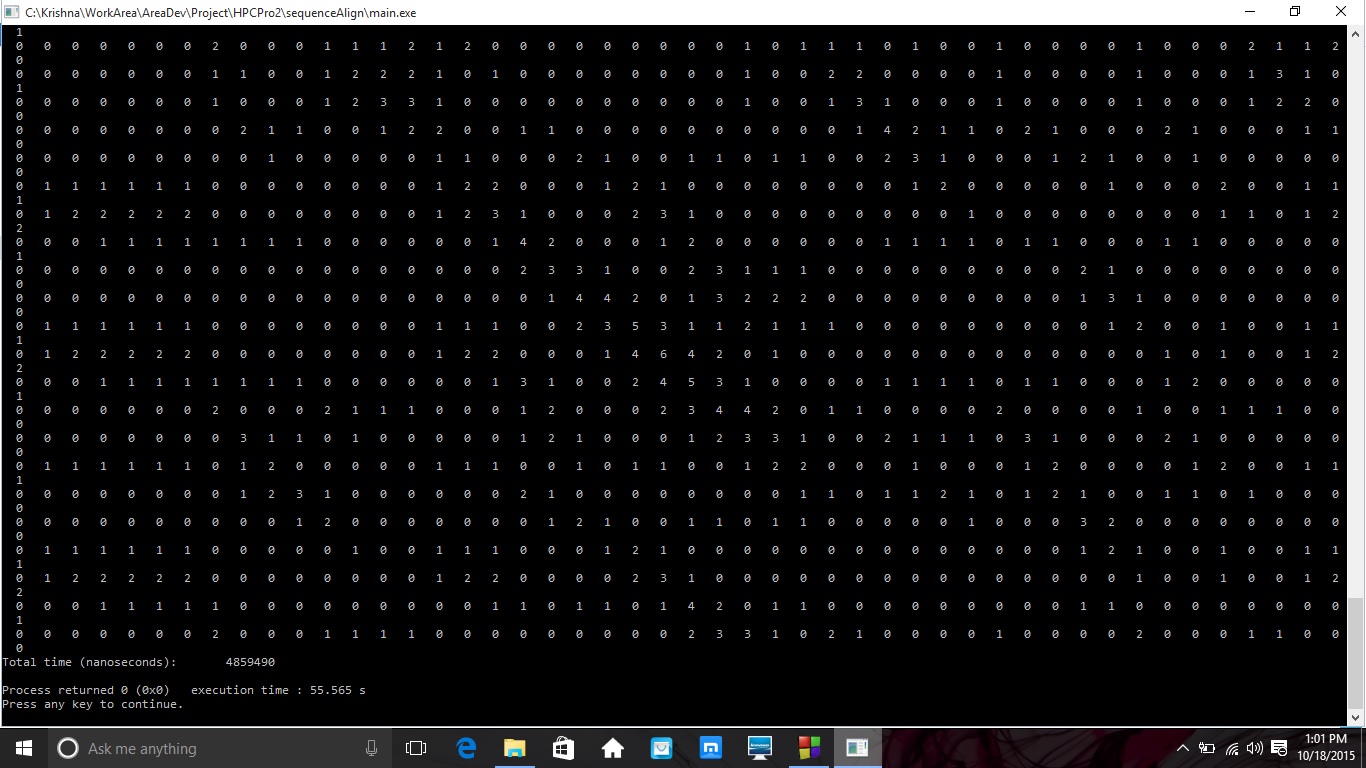 1
0 0 0 0 0 0 0 2 0 0 0 1 1 1 2 1 2 0 0 0 0 0 0 0 0 0 1 0 1 1 1 0 1 0 0 1 0 0 0 0 1 0 0 0 2 1 1 2
0
0 0 0 0 0 0 0 1 1 0 0 1 2 2 2 1 0 1 0 0 0 0 0 0 0 0 1 0 0 2 2 0 0 0 0 1 0 0 0 0 1 0 0 0 1 3 1 0
1
0 0 0 0 0 0 0 1 0 0 0 1 2 3 3 1 0 0 0 0 0 0 0 0 0 0 1 0 0 1 3 1 0 0 0 1 0 0 0 0 1 0 0 0 1 2 2 0
0
0 0 0 0 0 0 0 0 2 1 1 0 0 1 2 2 0 0 1 1 0 0 0 0 0 0 0 0 0 0 1 4 2 1 1 0 2 1 0 0 0 2 1 0 0 0 1 1
0
0 0 0 0 0 0 0 0 0 1 0 0 0 0 0 1 1 0 0 0 2 1 0 0 1 1 0 1 1 0 0 2 3 1 0 0 0 1 2 1 0 0 1 0 0 0 0 0
0
0 1 1 1 1 1 1 0 0 0 0 0 0 0 0 1 2 2 0 0 0 1 2 1 0 0 0 0 0 0 0 0 1 2 0 0 0 0 0 1 0 0 0 2 0 0 1 1
1
0 1 2 2 2 2 2 0 0 0 0 0 0 0 0 1 2 3 1 0 0 0 2 3 1 0 0 0 0 0 0 0 0 1 0 0 0 0 0 0 0 0 0 1 1 0 1 2
2
0 0 0 1 1 1 1 1 1 1 1 0 0 0 0 0 0 1 4 2 0 0 0 1 2 0 0 0 0 0 0 1 1 1 1 0 1 1 0 0 0 1 1 0 0 0 0 0
1
0 0 0 0 0 0 0 0 0 0 0 0 0 0 0 0 0 0 2 3 3 1 0 0 2 3 1 1 1 0 0 0 0 0 0 0 0 0 2 1 0 0 0 0 0 0 0 0
0
0 0 0 0 0 0 0 0 0 0 0 0 0 0 0 0 0 0 0 1 4 4 2 0 1 3 2 2 2 0 0 0 0 0 0 0 0 0 1 3 1 0 0 0 0 0 0 0
0
0 1 1 1 1 1 1 0 0 0 0 0 0 0 0 1 1 1 0 0 2 3 5 3 1 1 2 1 1 1 0 0 0 0 0 0 0 0 0 1 2 0 0 1 0 0 1 1
1
0 1 2 2 2 2 2 0 0 0 0 0 0 0 0 1 2 2 0 0 0 1 4 6 4 2 0 1 0 0 0 0 0 0 0 0 0 0 0 0 0 1 0 1 0 0 1 2
2
0 0 0 1 1 1 1 1 1 1 1 0 0 0 0 0 0 1 3 1 0 0 2 4 5 3 1 0 0 0 0 1 1 1 1 0 1 1 0 0 0 1 2 0 0 0 0 0
1
0 0 0 0 0 0 0 2 0 0 0 2 1 1 1 0 0 0 1 2 0 0 0 2 3 4 4 2 0 1 1 0 0 0 0 2 0 0 0 0 1 0 0 1 1 1 0 0
0
0 0 0 0 0 0 0 0 3 1 1 0 1 0 0 0 0 0 1 2 1 0 0 0 1 2 3 3 1 0 0 2 1 1 1 0 3 1 0 0 0 2 1 0 0 0 0 0
0
0 1 1 1 1 1 1 0 1 2 0 0 0 0 0 1 1 1 0 0 1 0 1 1 0 0 1 2 2 0 0 0 1 0 0 0 1 2 0 0 0 0 1 2 0 0 1 1
1
0 0 0 0 0 0 0 0 1 2 3 1 0 0 0 0 0 0 2 1 0 0 0 0 0 0 0 0 1 1 0 1 1 2 1 0 1 2 1 0 0 1 1 0 1 0 0 0
0
0 0 0 0 0 0 0 0 0 0 1 2 0 0 0 0 0 0 0 1 2 1 0 0 1 1 0 1 1 0 0 0 0 0 1 0 0 0 3 2 0 0 0 0 0 0 0 0
0
0 1 1 1 1 1 1 0 0 0 0 0 1 0 0 1 1 1 0 0 0 1 2 1 0 0 0 0 0 0 0 0 0 0 0 0 0 0 1 2 1 0 0 1 0 0 1 1
1
0 1 2 2 2 2 2 0 0 0 0 0 0 0 0 1 2 2 0 0 0 0 2 3 1 0 0 0 0 0 0 0 0 0 0 0 0 0 0 0 1 0 0 1 0 0 1 2
2
0 0 0 1 1 1 1 1 0 0 0 0 0 0 0 0 0 1 1 0 1 1 0 1 4 2 0 1 1 0 0 0 0 0 0 0 0 0 1 1 0 0 0 0 0 0 0 0
1
0 0 0 0 0 0 0 2 0 0 0 1 1 1 1 0 0 0 0 0 0 0 0 0 2 3 3 1 0 2 1 0 0 0 0 1 0 0 0 0 2 0 0 0 1 1 0 0
0
Total time (nanoseconds): 4859490
Process returned 0 (0x0) execution time : 55.565 s
Press any key to continue.
C:\Krishna\WorkArea\AreaDev\Project\HPCPro2\sequenceAlign\main.exe
Ask me anything
1:01 PM
10/18/2015